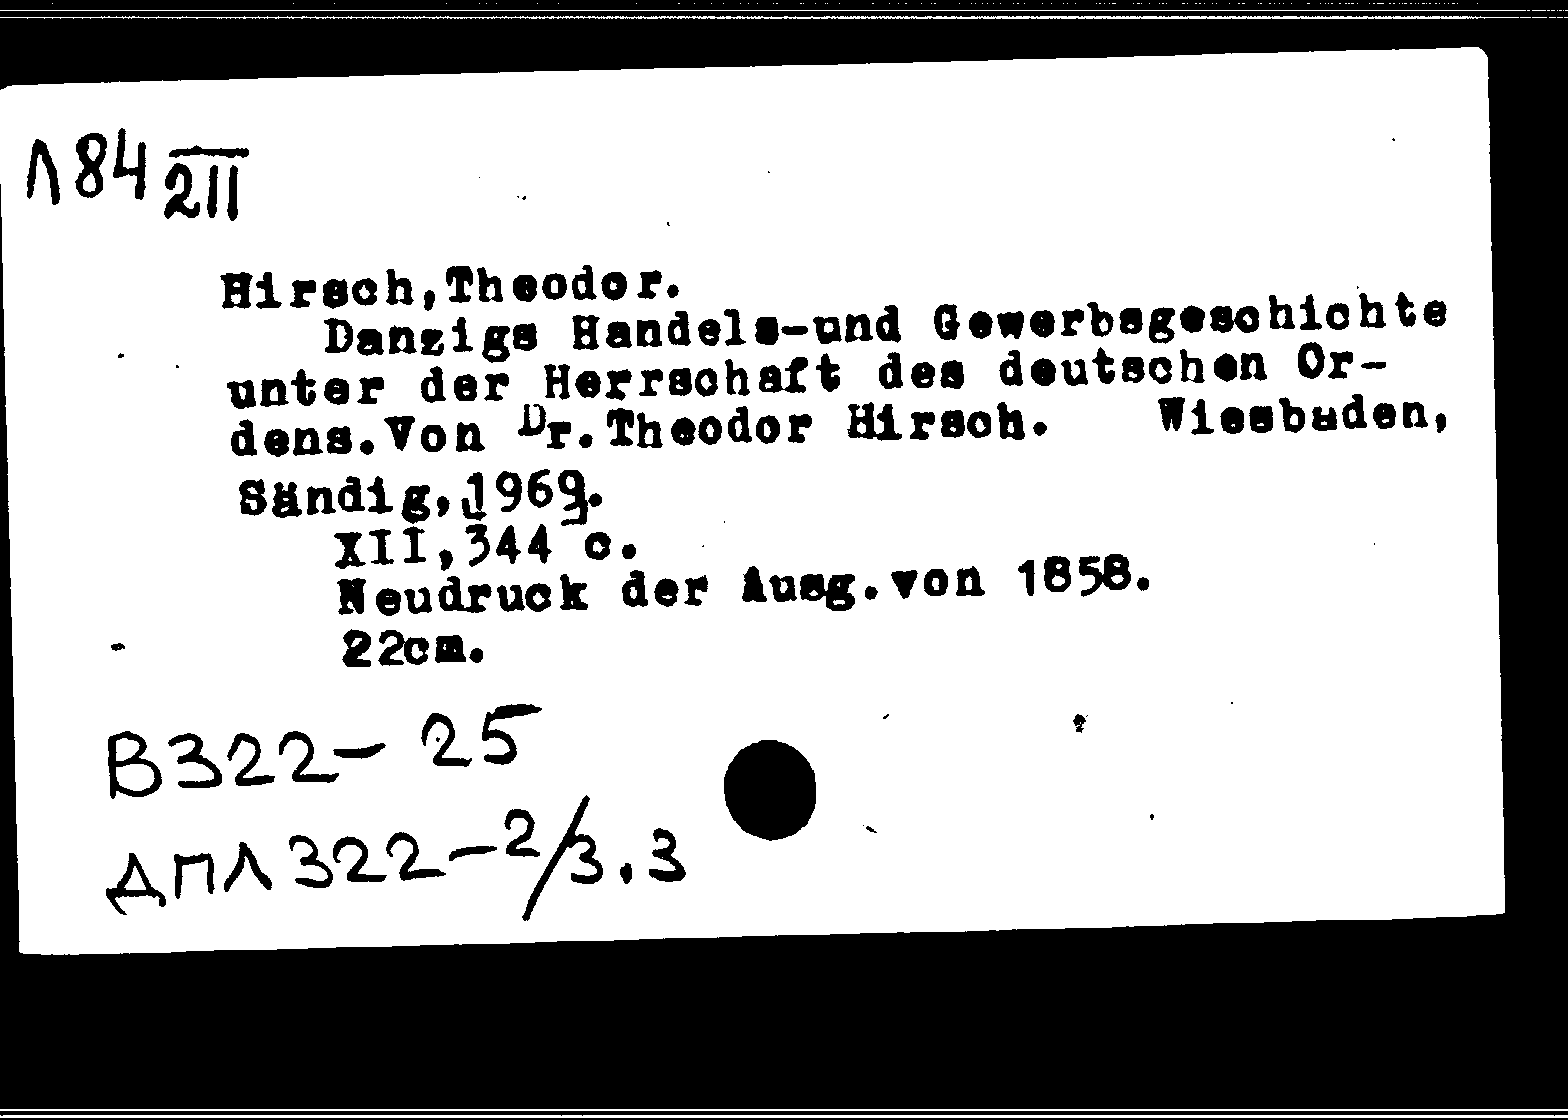 Л84 2II
Hirsch,Theodor.
Danzigs Handels-und Gewerbsgeschichte
unter der Herrschaft des deutschen Or-
dens.Von Dr.Theodor Hirsch. Wiesbaden,
Sändig, 1969.
XII,344 c.
Neudruck der Ausg.von 1858.
22cm.
В322-25
ДПЛ322-2/3.3